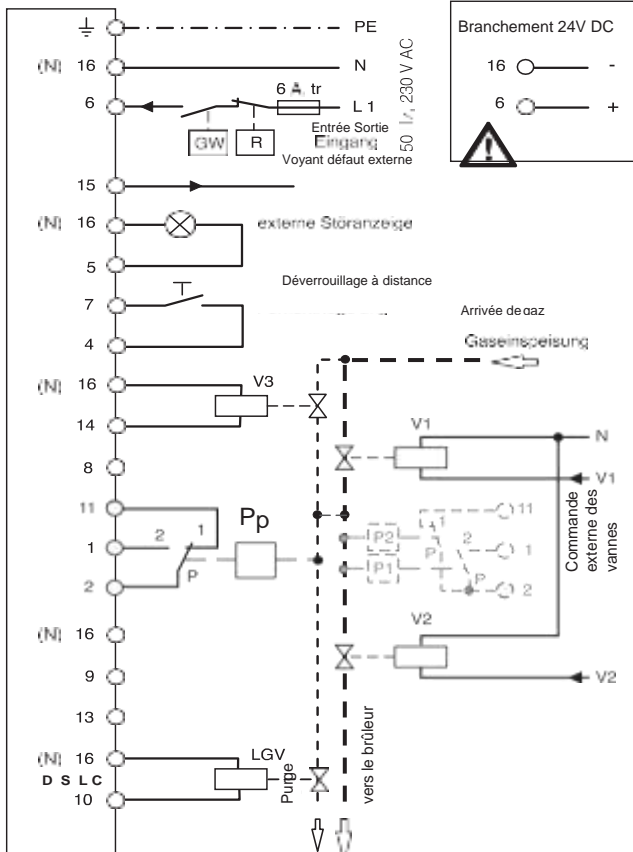 PE
Branchement 24V DC
(N) 16
N
16
-
6
6 A. tr
L 1
6
+
50 Hz, 230 V AC
Entrée Sortie
GW
R
Eingang
Voyant défaut externe
15
(N) 16
externe Störanzeige
5
Déverrouillage à distance
7
Arrivée de gaz
4
Gaseinspeisung
(N) 16
V3
14
V1
N
8
V1
11
Pp
1
11
2
1
P2
1
2
P
1
P
P1
P
2
2
Commande
externe des
vannes
(N) 16
V2
9
V2
13
(N) 16
LGV
D S L C
10
Purge
vers le brûleur